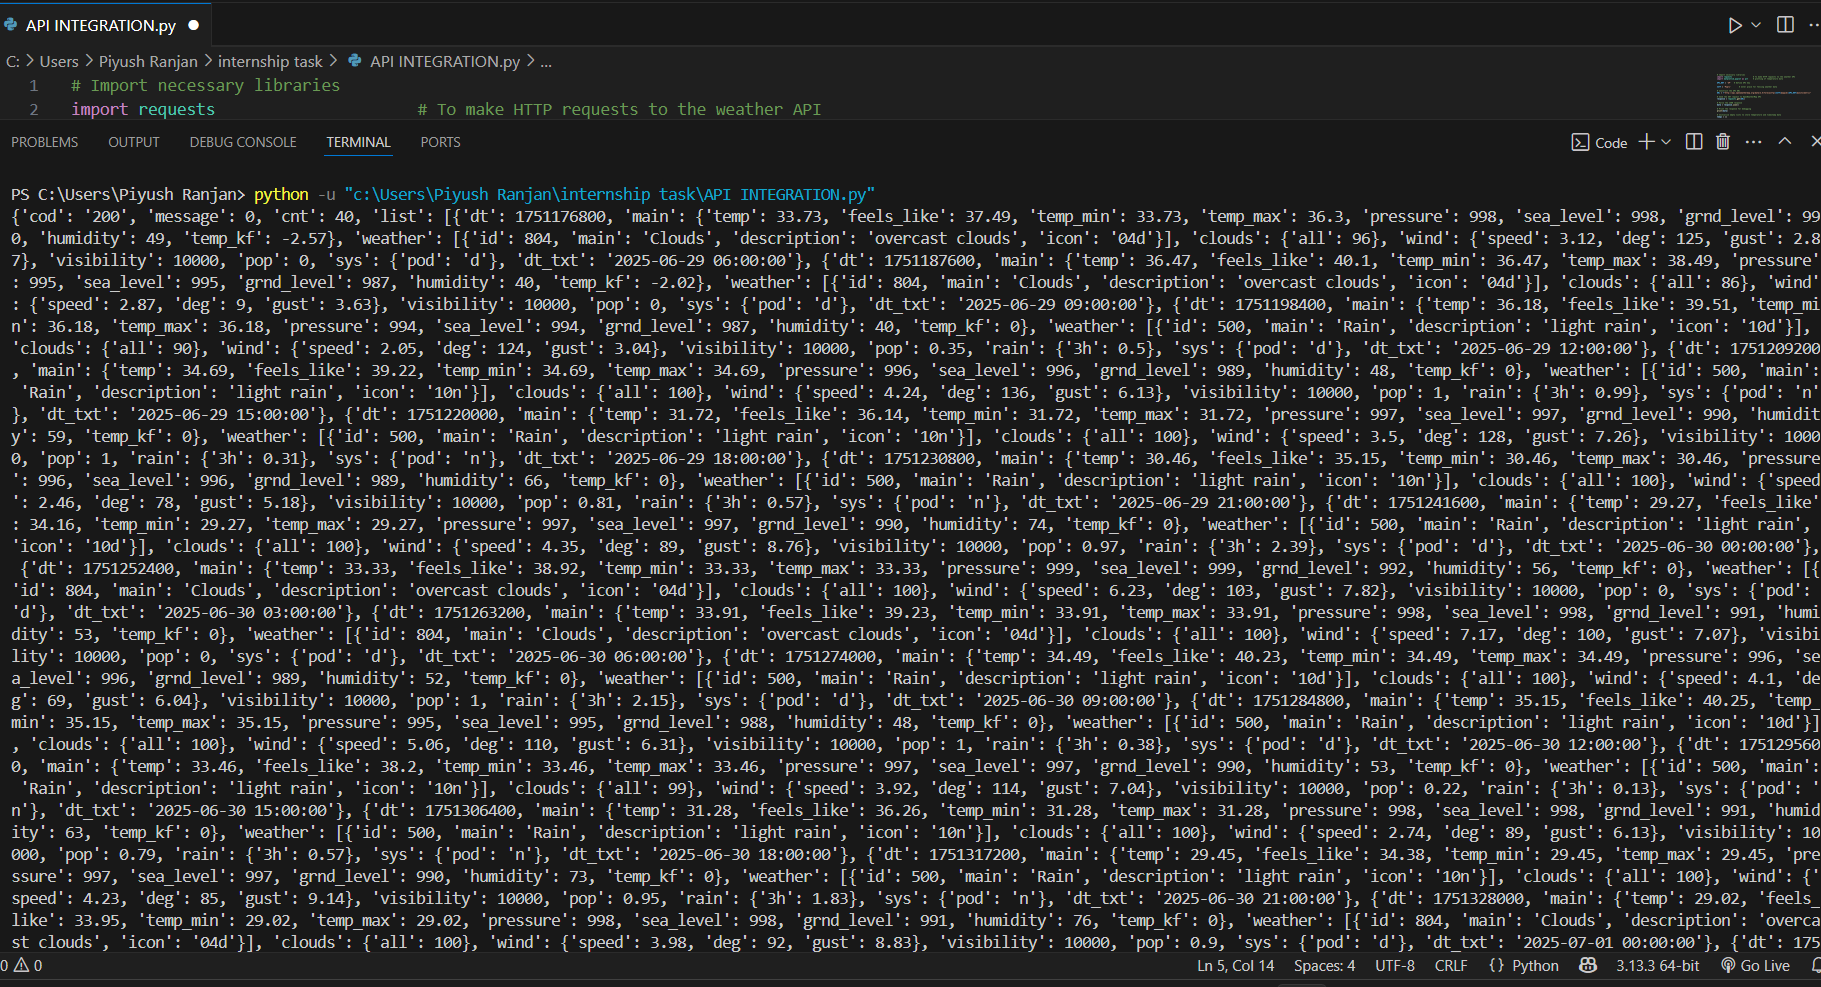 API INTEGRATION.py
C: > Users > Piyush Ranjan > internship task > API INTEGRATION.py > ...
1 # Import necessary libraries
2 import requests # To make HTTP requests to the weather API
PROBLEMS OUTPUT DEBUG CONSOLE TERMINAL PORTS Code
PS C:\Users\Piyush Ranjan> python -u "c:\Users\Piyush Ranjan\internship task\API INTEGRATION.py"
{'cod': '200', 'message': 0, 'cnt': 40, 'list': [{'dt': 1751176800, 'main': {'temp': 33.73, 'feels_like': 37.49, 'temp_min': 33.73, 'temp_max': 36.3, 'pressure': 998, 'sea_level': 998, 'grnd_level': 99
0, 'humidity': 49, 'temp_kf': -2.57}, 'weather': [{'id': 804, 'main': 'Clouds', 'description': 'overcast clouds', 'icon': '04d'}], 'clouds': {'all': 96}, 'wind': {'speed': 3.12, 'deg': 125, 'gust': 2.8
7}, 'visibility': 10000, 'pop': 0, 'sys': {'pod': 'd'}, 'dt_txt': '2025-06-29 06:00:00'}, {'dt': 1751187600, 'main': {'temp': 36.47, 'feels_like': 40.1, 'temp_min': 36.47, 'temp_max': 38.49, 'pressure'
: 995, 'sea_level': 995, 'grnd_level': 987, 'humidity': 40, 'temp_kf': -2.02}, 'weather': [{'id': 804, 'main': 'Clouds', 'description': 'overcast clouds', 'icon': '04d'}], 'clouds': {'all': 86}, 'wind'
: {'speed': 2.87, 'deg': 9, 'gust': 3.63}, 'visibility': 10000, 'pop': 0, 'sys': {'pod': 'd'}, 'dt_txt': '2025-06-29 09:00:00'}, {'dt': 1751198400, 'main': {'temp': 36.18, 'feels_like': 39.51, 'temp_mi
n': 36.18, 'temp_max': 36.18, 'pressure': 994, 'sea_level': 994, 'grnd_level': 987, 'humidity': 40, 'temp_kf': 0}, 'weather': [{'id': 500, 'main': 'Rain', 'description': 'light rain', 'icon': '10d'}],
'clouds': {'all': 90}, 'wind': {'speed': 2.05, 'deg': 124, 'gust': 3.04}, 'visibility': 10000, 'pop': 0.35, 'rain': {'3h': 0.5}, 'sys': {'pod': 'd'}, 'dt_txt': '2025-06-29 12:00:00'}, {'dt': 1751209200
, 'main': {'temp': 34.69, 'feels_like': 39.22, 'temp_min': 34.69, 'temp_max': 34.69, 'pressure': 996, 'sea_level': 996, 'grnd_level': 989, 'humidity': 48, 'temp_kf': 0}, 'weather': [{'id': 500, 'main':
'Rain', 'description': 'light rain', 'icon': '10n'}], 'clouds': {'all': 100}, 'wind': {'speed': 4.24, 'deg': 136, 'gust': 6.13}, 'visibility': 10000, 'pop': 1, 'rain': {'3h': 0.99}, 'sys': {'pod': 'n'
}, 'dt_txt': '2025-06-29 15:00:00'}, {'dt': 1751220000, 'main': {'temp': 31.72, 'feels_like': 36.14, 'temp_min': 31.72, 'temp_max': 31.72, 'pressure': 997, 'sea_level': 997, 'grnd_level': 990, 'humidit
y': 59, 'temp_kf': 0}, 'weather': [{'id': 500, 'main': 'Rain', 'description': 'light rain', 'icon': '10n'}], 'clouds': {'all': 100}, 'wind': {'speed': 3.5, 'deg': 128, 'gust': 7.26}, 'visibility': 1000
0, 'pop': 1, 'rain': {'3h': 0.31}, 'sys': {'pod': 'n'}, 'dt_txt': '2025-06-29 18:00:00'}, {'dt': 1751230800, 'main': {'temp': 30.46, 'feels_like': 35.15, 'temp_min': 30.46, 'temp_max': 30.46, 'pressure
': 996, 'sea_level': 996, 'grnd_level': 989, 'humidity': 66, 'temp_kf': 0}, 'weather': [{'id': 500, 'main': 'Rain', 'description': 'light rain', 'icon': '10n'}], 'clouds': {'all': 100}, 'wind': {'speed
': 2.46, 'deg': 78, 'gust': 5.18}, 'visibility': 10000, 'pop': 0.81, 'rain': {'3h': 0.57}, 'sys': {'pod': 'n'}, 'dt_txt': '2025-06-29 21:00:00'}, {'dt': 1751241600, 'main': {'temp': 29.27, 'feels_like'
: 34.16, 'temp_min': 29.27, 'temp_max': 29.27, 'pressure': 997, 'sea_level': 997, 'grnd_level': 990, 'humidity': 74, 'temp_kf': 0}, 'weather': [{'id': 500, 'main': 'Rain', 'description': 'light rain',
'icon': '10d'}], 'clouds': {'all': 100}, 'wind': {'speed': 4.35, 'deg': 89, 'gust': 8.76}, 'visibility': 10000, 'pop': 0.97, 'rain': {'3h': 2.39}, 'sys': {'pod': 'd'}, 'dt_txt': '2025-06-30 00:00:00'},
{'dt': 1751252400, 'main': {'temp': 33.33, 'feels_like': 38.92, 'temp_min': 33.33, 'temp_max': 33.33, 'pressure': 999, 'sea_level': 999, 'grnd_level': 992, 'humidity': 56, 'temp_kf': 0}, 'weather': [{
'id': 804, 'main': 'Clouds', 'description': 'overcast clouds', 'icon': '04d'}], 'clouds': {'all': 100}, 'wind': {'speed': 6.23, 'deg': 103, 'gust': 7.82}, 'visibility': 10000, 'pop': 0, 'sys': {'pod':
'd'}, 'dt_txt': '2025-06-30 03:00:00'}, {'dt': 1751263200, 'main': {'temp': 33.91, 'feels_like': 39.23, 'temp_min': 33.91, 'temp_max': 33.91, 'pressure': 998, 'sea_level': 998, 'grnd_level': 991, 'humi
dity': 53, 'temp_kf': 0}, 'weather': [{'id': 804, 'main': 'Clouds', 'description': 'overcast clouds', 'icon': '04d'}], 'clouds': {'all': 100}, 'wind': {'speed': 7.17, 'deg': 100, 'gust': 7.07}, 'visibi
lity': 10000, 'pop': 0, 'sys': {'pod': 'd'}, 'dt_txt': '2025-06-30 06:00:00'}, {'dt': 1751274000, 'main': {'temp': 34.49, 'feels_like': 40.23, 'temp_min': 34.49, 'temp_max': 34.49, 'pressure': 996, 'se
a_level': 996, 'grnd_level': 989, 'humidity': 52, 'temp_kf': 0}, 'weather': [{'id': 500, 'main': 'Rain', 'description': 'light rain', 'icon': '10d'}], 'clouds': {'all': 100}, 'wind': {'speed': 4.1, 'de
g': 69, 'gust': 6.04}, 'visibility': 10000, 'pop': 1, 'rain': {'3h': 2.15}, 'sys': {'pod': 'd'}, 'dt_txt': '2025-06-30 09:00:00'}, {'dt': 1751284800, 'main': {'temp': 35.15, 'feels_like': 40.25, 'temp_
min': 35.15, 'temp_max': 35.15, 'pressure': 995, 'sea_level': 995, 'grnd_level': 988, 'humidity': 48, 'temp_kf': 0}, 'weather': [{'id': 500, 'main': 'Rain', 'description': 'light rain', 'icon': '10d'}]
, 'clouds': {'all': 100}, 'wind': {'speed': 5.06, 'deg': 110, 'gust': 6.31}, 'visibility': 10000, 'pop': 1, 'rain': {'3h': 0.38}, 'sys': {'pod': 'd'}, 'dt_txt': '2025-06-30 12:00:00'}, {'dt': 175129560
0, 'main': {'temp': 33.46, 'feels_like': 38.2, 'temp_min': 33.46, 'temp_max': 33.46, 'pressure': 997, 'sea_level': 997, 'grnd_level': 990, 'humidity': 53, 'temp_kf': 0}, 'weather': [{'id': 500, 'main':
'Rain', 'description': 'light rain', 'icon': '10n'}], 'clouds': {'all': 99}, 'wind': {'speed': 3.92, 'deg': 114, 'gust': 7.04}, 'visibility': 10000, 'pop': 0.22, 'rain': {'3h': 0.13}, 'sys': {'pod': '
n'}, 'dt_txt': '2025-06-30 15:00:00'}, {'dt': 1751306400, 'main': {'temp': 31.28, 'feels_like': 36.26, 'temp_min': 31.28, 'temp_max': 31.28, 'pressure': 998, 'sea_level': 998, 'grnd_level': 991, 'humid
ity': 63, 'temp_kf': 0}, 'weather': [{'id': 500, 'main': 'Rain', 'description': 'light rain', 'icon': '10n'}], 'clouds': {'all': 100}, 'wind': {'speed': 2.74, 'deg': 89, 'gust': 6.13}, 'visibility': 10
000, 'pop': 0.79, 'rain': {'3h': 0.57}, 'sys': {'pod': 'n'}, 'dt_txt': '2025-06-30 18:00:00'}, {'dt': 1751317200, 'main': {'temp': 29.45, 'feels_like': 34.38, 'temp_min': 29.45, 'temp_max': 29.45, 'pre
ssure': 997, 'sea_level': 997, 'grnd_level': 990, 'humidity': 73, 'temp_kf': 0}, 'weather': [{'id': 500, 'main': 'Rain', 'description': 'light rain', 'icon': '10n'}], 'clouds': {'all': 100}, 'wind': {'
speed': 4.23, 'deg': 85, 'gust': 9.14}, 'visibility': 10000, 'pop': 0.95, 'rain': {'3h': 1.83}, 'sys': {'pod': 'n'}, 'dt_txt': '2025-06-30 21:00:00'}, {'dt': 1751328000, 'main': {'temp': 29.02, 'feels_
like': 33.95, 'temp_min': 29.02, 'temp_max': 29.02, 'pressure': 998, 'sea_level': 998, 'grnd_level': 991, 'humidity': 76, 'temp_kf': 0}, 'weather': [{'id': 804, 'main': 'Clouds', 'description': 'overca
st clouds', 'icon': '04d'}], 'clouds': {'all': 100}, 'wind': {'speed': 3.98, 'deg': 92, 'gust': 8.83}, 'visibility': 10000, 'pop': 0.9, 'sys': {'pod': 'd'}, 'dt_txt': '2025-07-01 00:00:00'}, {'dt': 175
0 0 Ln 5, Col 14 Spaces: 4 UTF-8 CRLF {} Python 3.13.3 64-bit Go Live